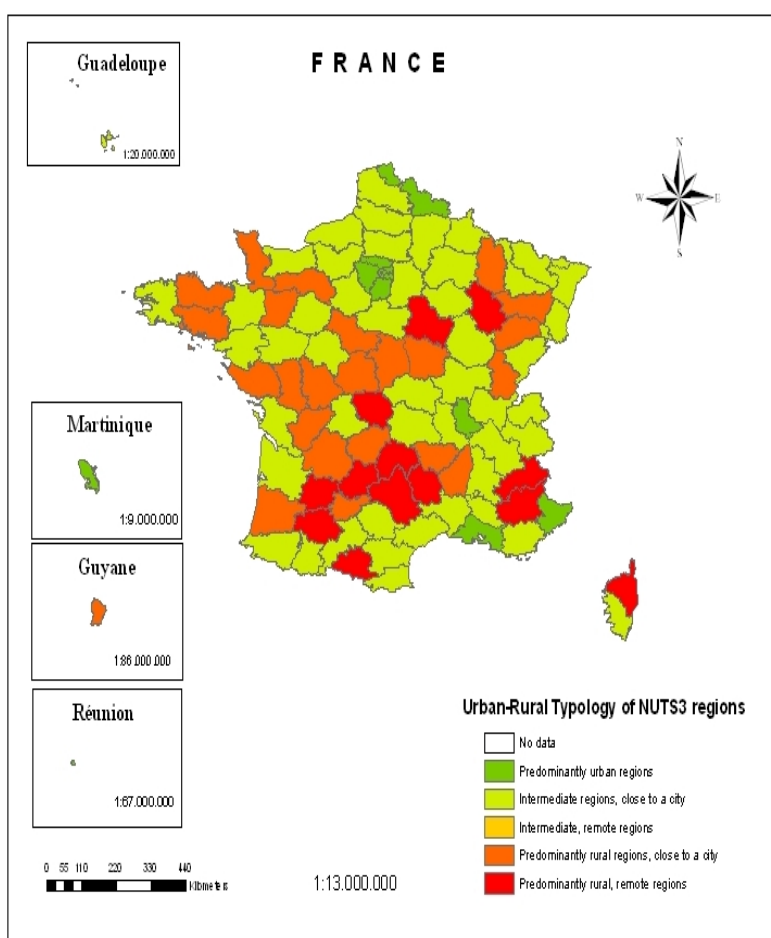 Guadeloupe
1:20.000.000
F R A N C E
N
W
E
S
Martinique
1:9.000.000
Guyane
1:86.000.000
Réunion
1:67.000.000
Urban-Rural Typology of NUTS3 regions
No data
Predominantly urban regions
Intermediate regions, close to a city
Intermediate, remote regions
Predominantly rural regions, close to a city
Predominantly rural, remote regions
0 55 110 220 330 440
Kilometers
1:13.000.000